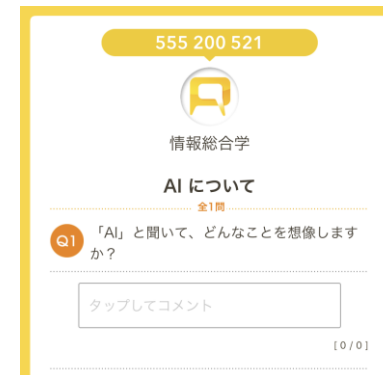 555 200 521
情報総合学
AI について
全1問
Q1
「AI」と聞いて、どんなことを想像します
か？
タップしてコメント
[0/0]